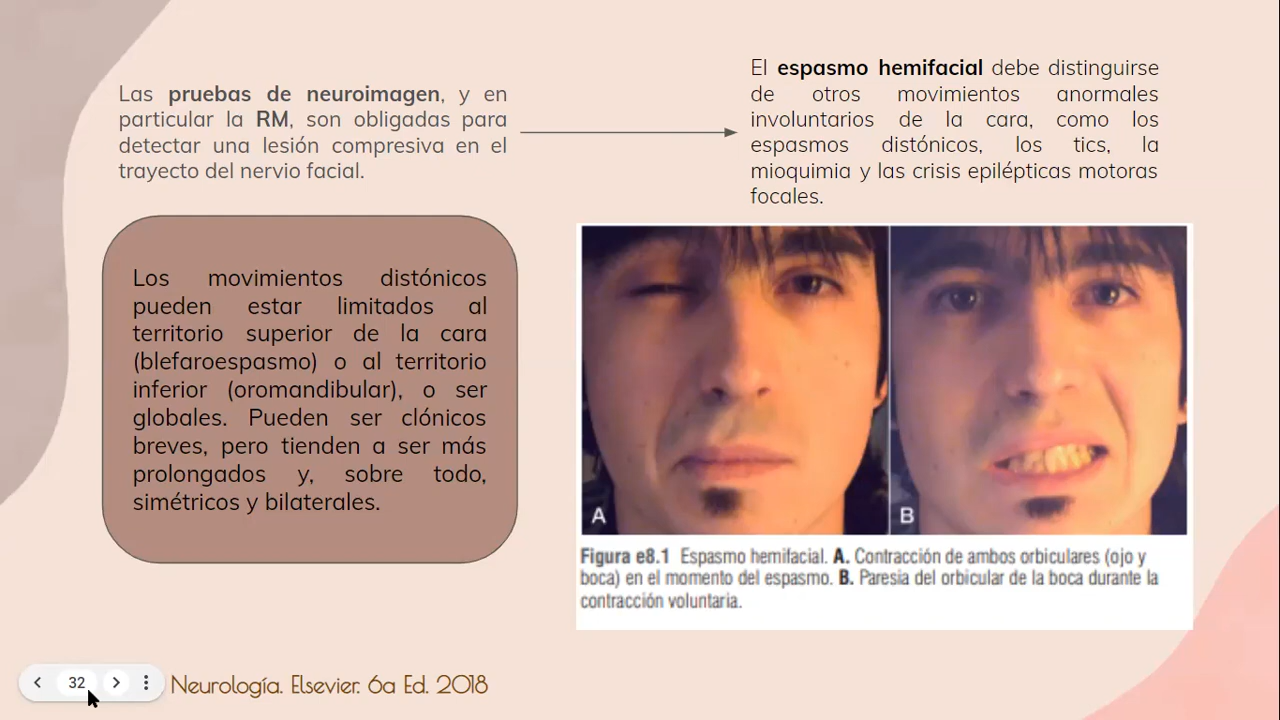 Las pruebas de neuroimagen, y en
particular la RM, son obligadas para
detectar una lesión compresiva en el
trayecto del nervio facial.
El espasmo hemifacial debe distinguirse
de otros movimientos anormales
involuntarios de la cara, como los
espasmos distónicos, los tics, la
mioquimia y las crisis epilépticas motoras
focales.
Los movimientos distónicos
pueden estar limitados al
territorio superior de la cara
(blefaroespasmo) o al territorio
inferior (oromandibular), o ser
globales. Pueden ser clónicos
breves, pero tienden a ser más
prolongados y, sobre todo,
simétricos y bilaterales.
A
B
Figura e8.1 Espasmo hemifacial. A. Contracción de ambos orbiculares (ojo y
boca) en el momento del espasmo. B. Paresia del orbicular de la boca durante la
contracción voluntaria.
32
Neurología. Elsevier. 6a Ed. 2018